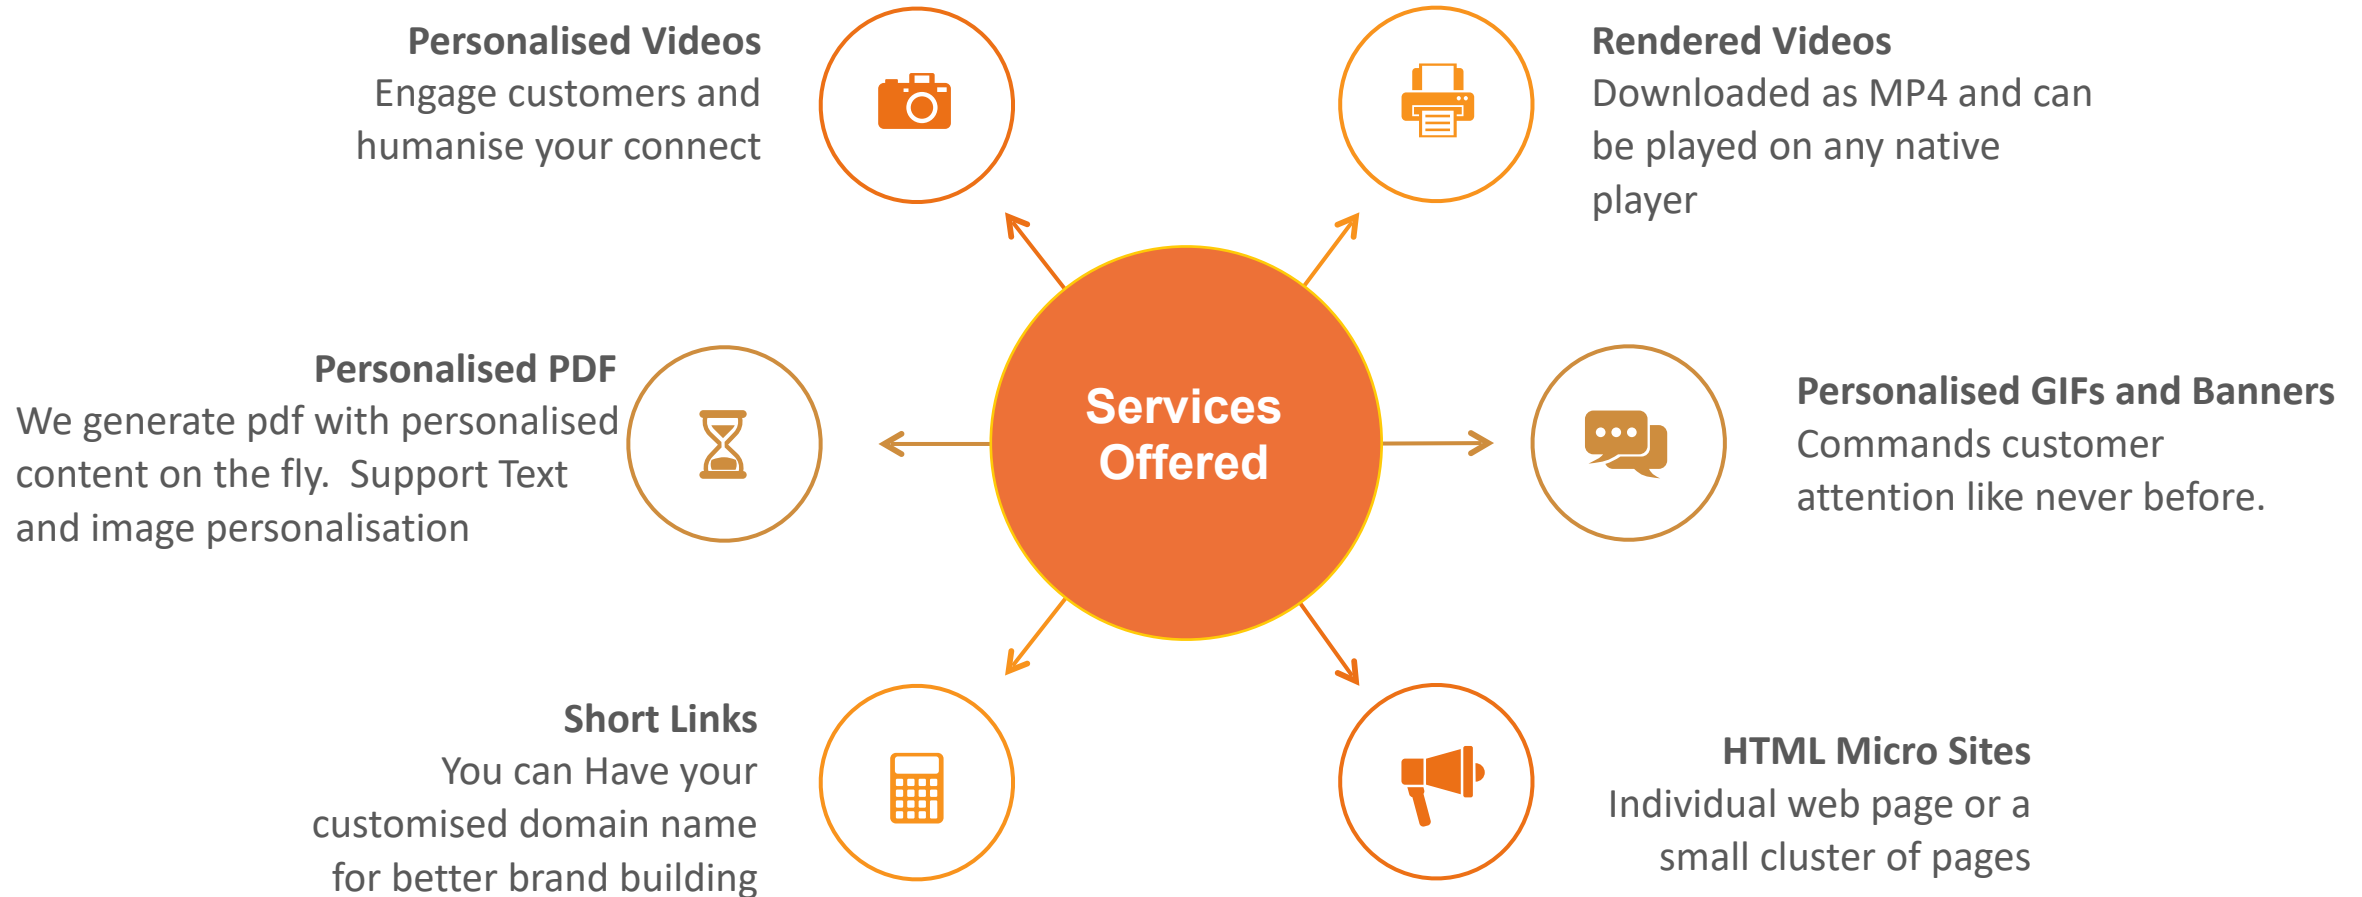 Personalised Videos
Engage customers and
humanise your connect
Rendered Videos
Downloaded as MP4 and can
be played on any native
player
Personalised PDF
We generate pdf with personalised
content on the fly.  Support Text
and image personalisation
Services
Offered
Personalised GIFs and Banners
Commands customer
attention like never before.
Short Links
You can Have your
customised domain name
for better brand building
HTML Micro Sites
Individual web page or a
small cluster of pages